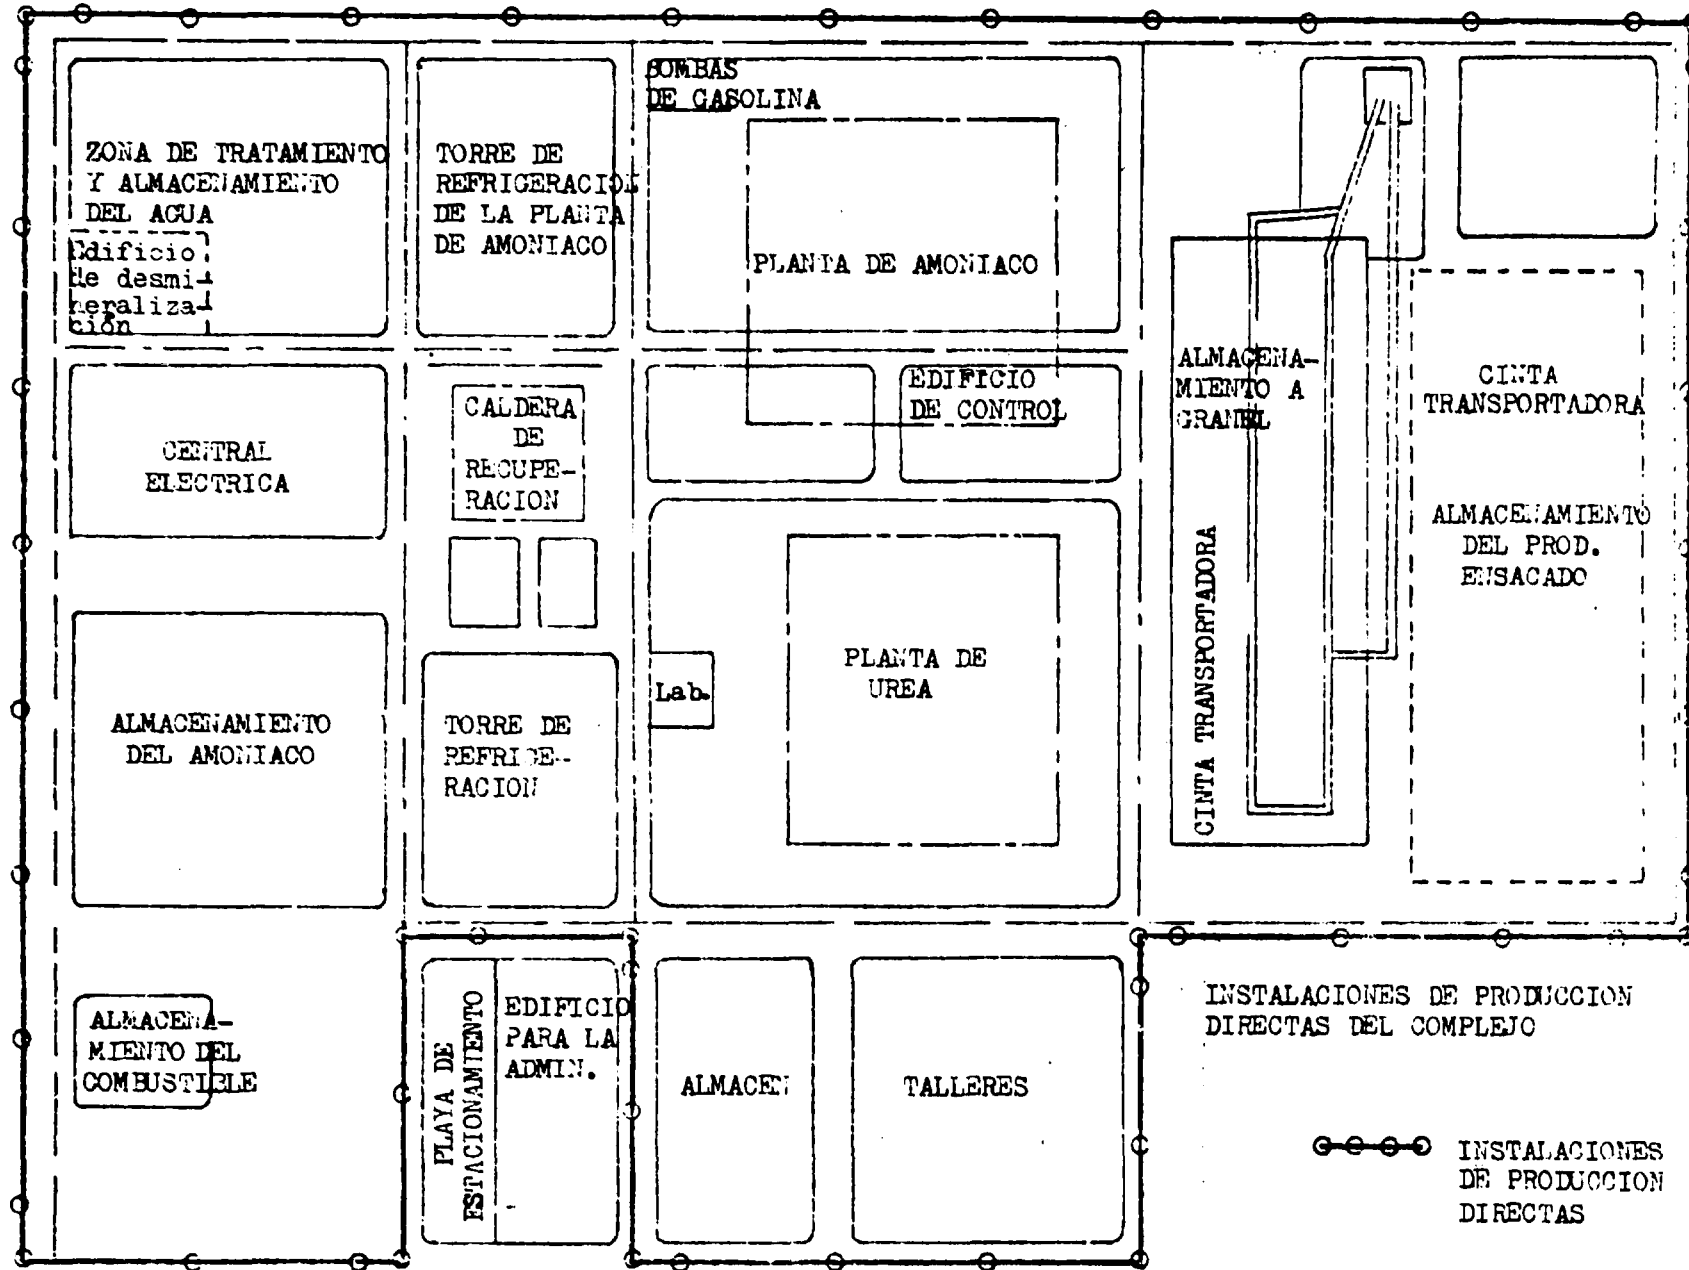 BOMBAS
DE GASOLINA
ZONA DE TRATAMIENTO
Y ALMACENAMIENTO
DEL AGUA
Edificio
de desmi-
neraliza-
ción
TORRE DE
REFRIGERACION
DE LA PLANTA
DE AMONIACO
PLANTA DE AMONIACO
CENTRAL
ELECTRICA
CALDERA
DE
RECUPE-
RACION
EDIFICIO
DE CONTROL
ALMACENA-
MIENTO A
GRANEL
CINTA
TRANSPORTADORA
ALMACENAMIENTO
DEL PROD.
ENSACADO
CINTA TRANSPORTADORA
ALMACENAMIENTO
DEL AMONIACO
TORRE DE
REFRIGE-
RACION
Lab.
PLANTA DE
UREA
ALMACENA-
MIENTO DEL
COMBUSTIBLE
PLAYA DE
ESTACIONAMIENTO
EDIFICIO
PARA LA
ADMIN.
ALMACEN
TALLERES
INSTALACIONES DE PRODUCCION
DIRECTAS DEL COMPLEJO
INSTALACIONES
DE PRODUCCION
DIRECTAS